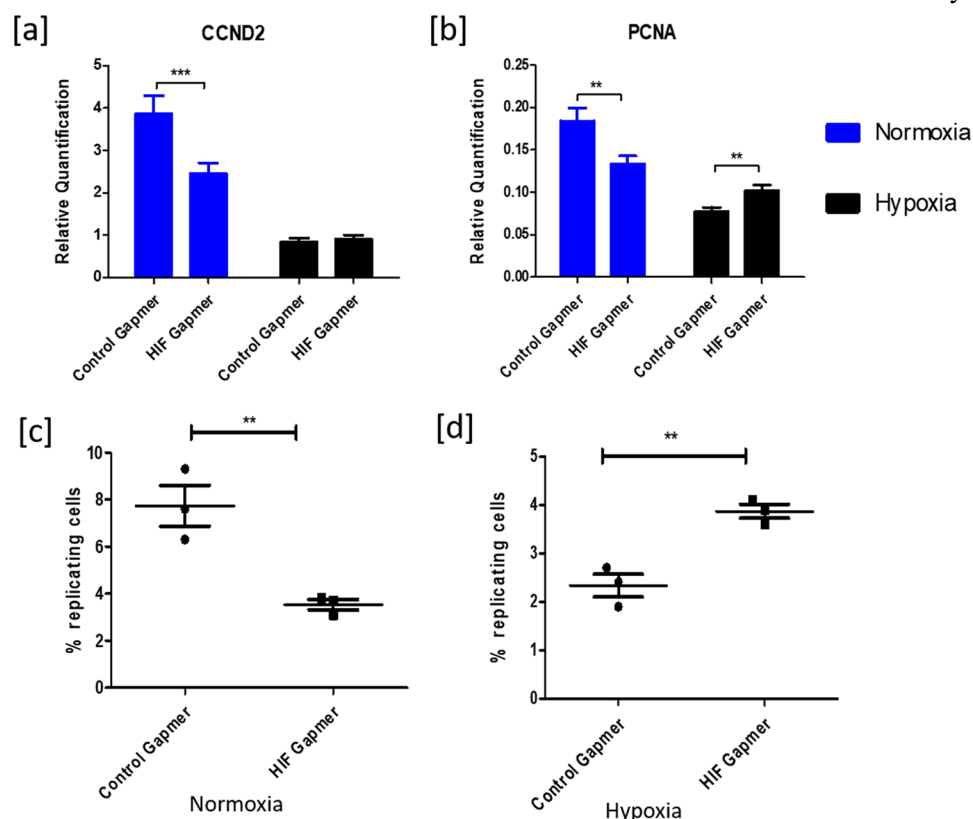 [a]
CCND2
***
Relative Quantification
5
4
3
2
1
0
Control Gapmer
HIF Gapmer
Control Gapmer
HIF Gapmer
[b]
PCNA
**
**
Relative Quantification
0.25
0.20
0.15
0.10
0.05
0.00
Control Gapmer
HIF Gapmer
Control Gapmer
HIF Gapmer
Normoxia
Hypoxia
[c]
**
% replicating cells
10
8
6
4
2
0
Control Gapmer
HIF Gapmer
Normoxia
[d]
**
% replicating cells
5
4
3
2
1
0
Control Gapmer
HIF Gapmer
Hypoxia